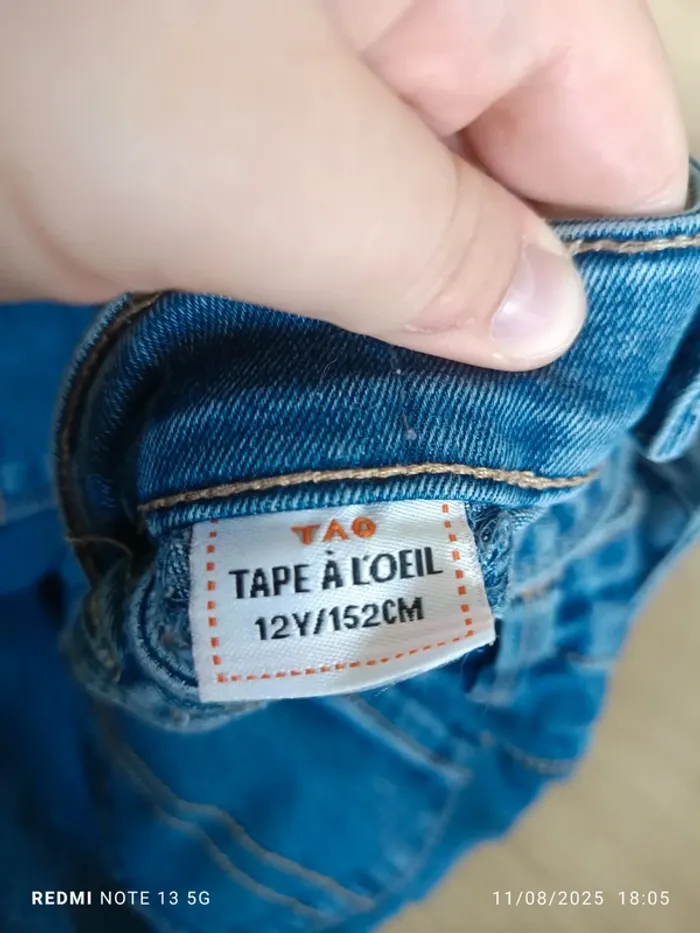 TAO
TAPE À L'OEIL
12Y/152CM
REDMI NOTE 13 5G
11/08/2025 18:05